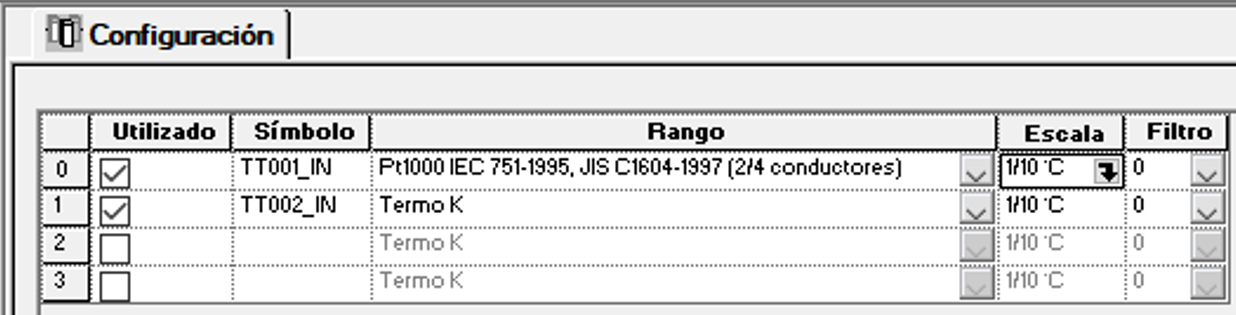 Configuración
Utilizado Símbolo Rango Escala Filtro
0 TT001_IN Pt1000 IEC 751-1995, JIS C1604-1997 (2/4 conductores) 1/10 °C 0
1 TT002_IN Termo K 1/10 °C 0
2 Termo K 1/10 °C 0
3 Termo K 1/10 °C 0